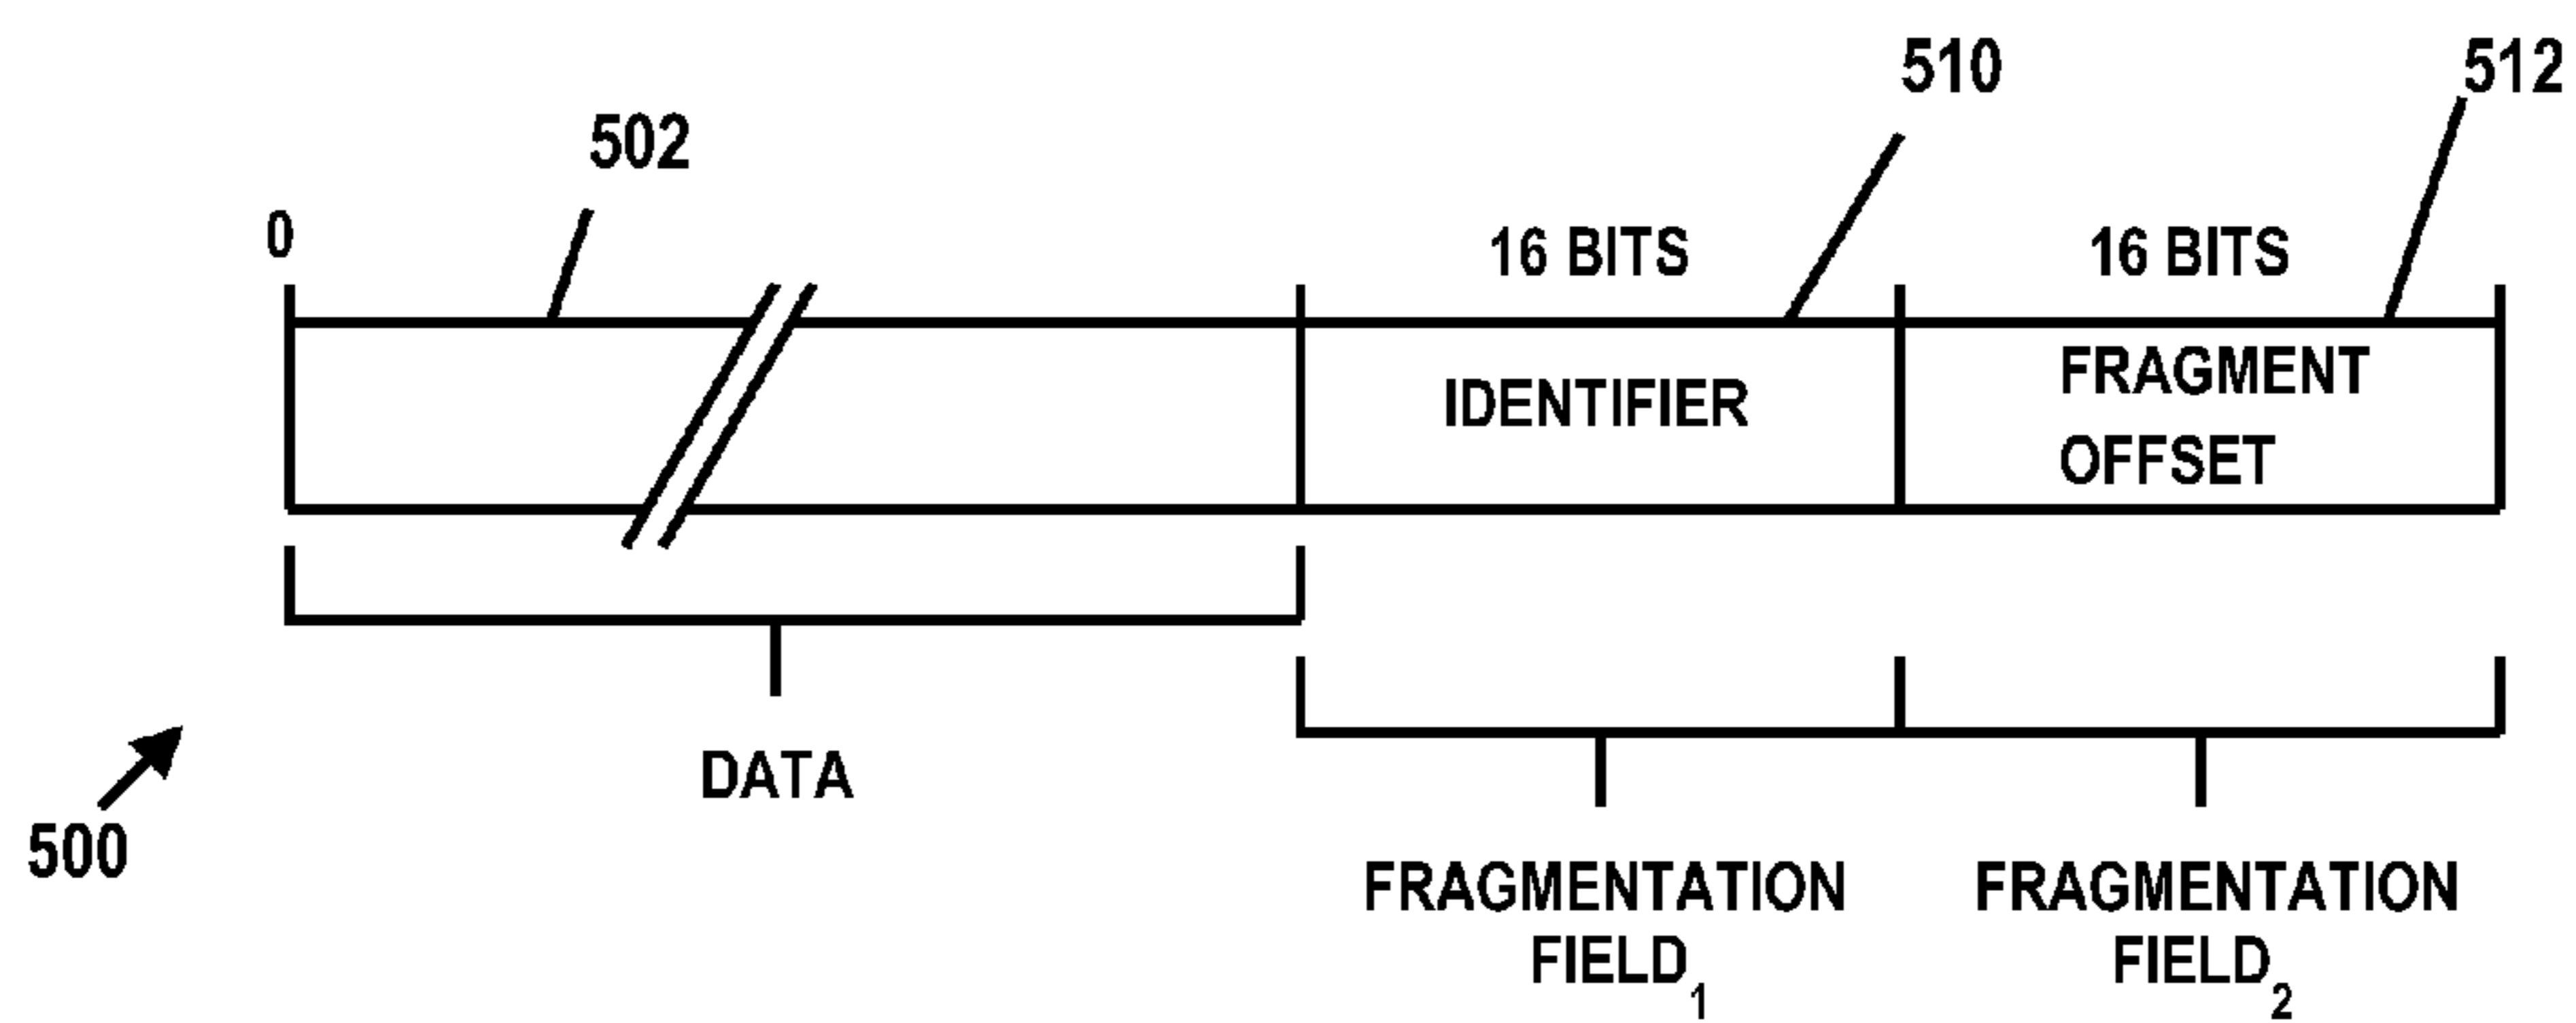 510
512
502
0
16 BITS
16 BITS
IDENTIFIER
FRAGMENT
OFFSET
DATA
500
FRAGMENTATION
FIELD1
FRAGMENTATION
FIELD2